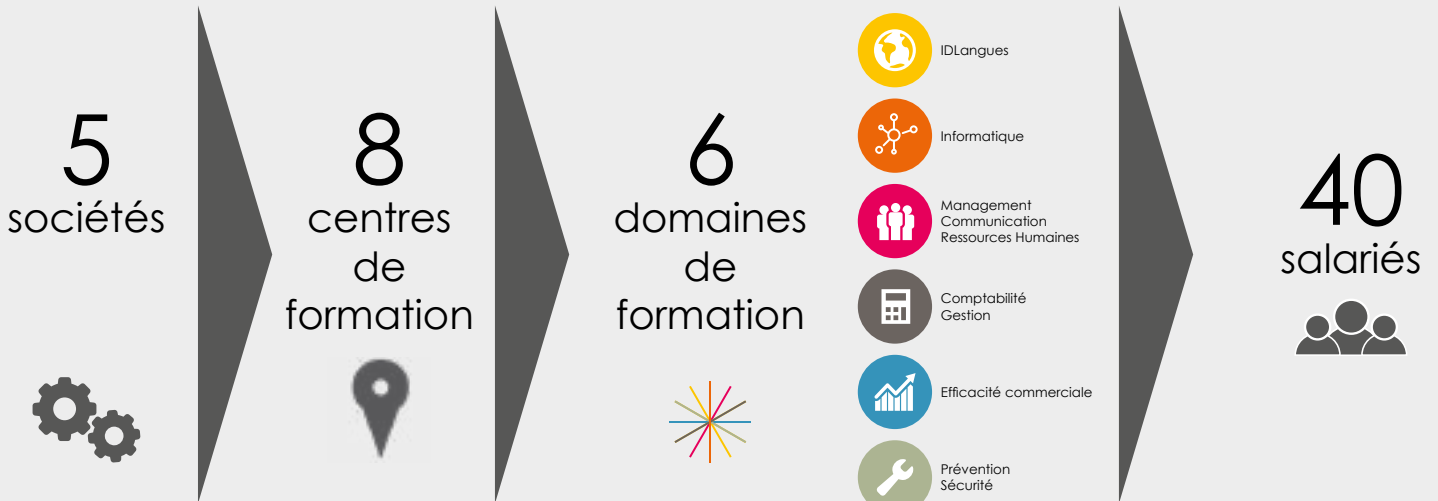 5
sociétés
8
centres
de
formation
6
domaines
de
formation
IDLangues
Informatique
Management
Communication
Ressources Humaines
Comptabilité
Gestion
Efficacité commerciale
Prévention
Sécurité
40
salariés